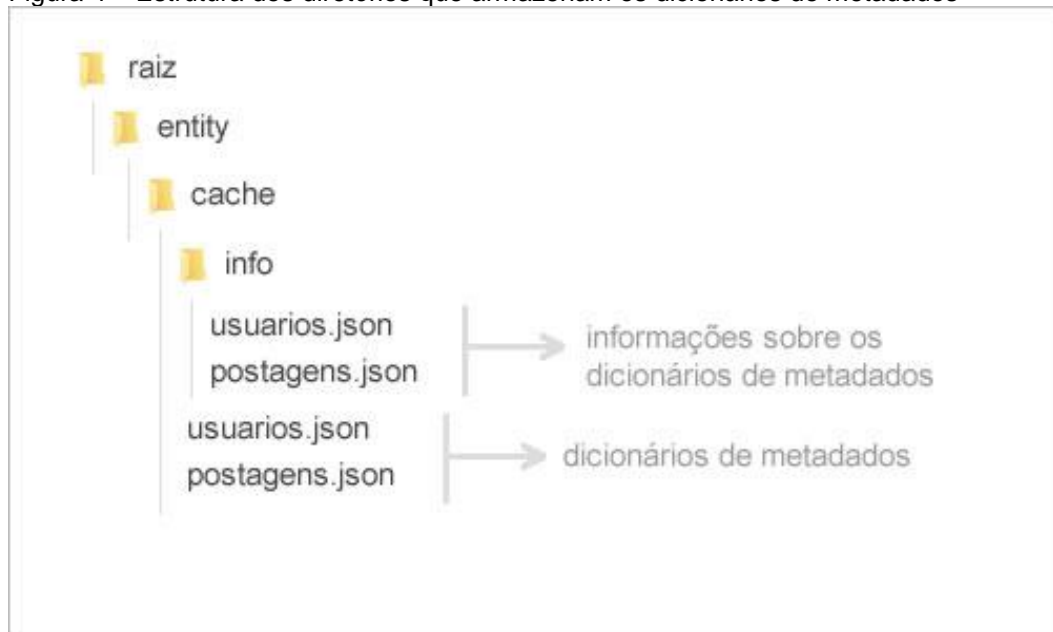 Figura – Estrutura dos diretórios que armazenam os dicionários de metadados
raiz
entity
cache
info
usuarios.json
postagens.json
informações sobre os
dicionários de metadados
usuarios.json
postagens.json
dicionários de metadados